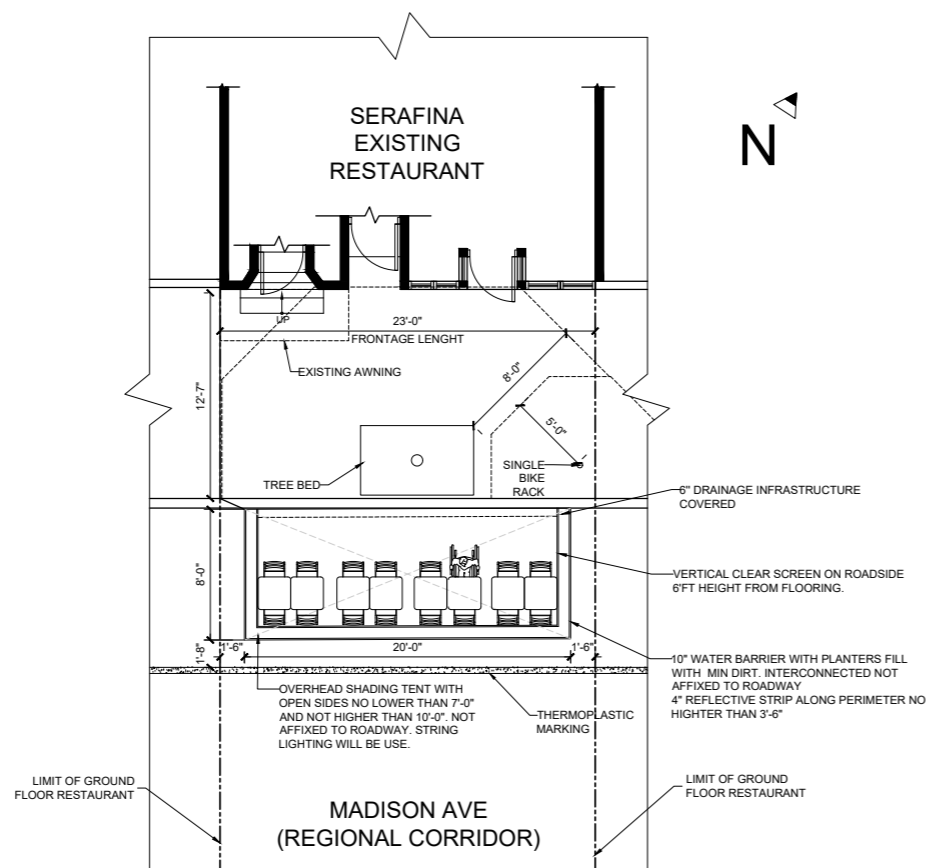 SERAFINA
EXISTING
RESTAURANT
N
UP
23'-0"
FRONTAGE LENGHT
EXISTING AWNING
12'-7"
8'-0"
5'-0"
TREE BED
SINGLE
BIKE
RACK
6" DRAINAGE INFRASTRUCTURE
COVERED
8'-0"
VERTICAL CLEAR SCREEN ON ROADSIDE
6'FT HEIGHT FROM FLOORING.
1'-8"
1'-6"
20'-0"
1'-6"
10" WATER BARRIER WITH PLANTERS FILL
WITH MIN DIRT. INTERCONNECTED NOT
AFFIXED TO ROADWAY
4" REFLECTIVE STRIP ALONG PERIMETER NO
HIGHTER THAN 3'-6"
OVERHEAD SHADING TENT WITH
OPEN SIDES NO LOWER THAN 7'-0"
AND NOT HIGHER THAN 10'-0". NOT
AFFIXED TO ROADWAY. STRING
LIGHTING WILL BE USE.
THERMOPLASTIC
MARKING
LIMIT OF GROUND
FLOOR RESTAURANT
LIMIT OF GROUND
FLOOR RESTAURANT
MADISON AVE
(REGIONAL CORRIDOR)